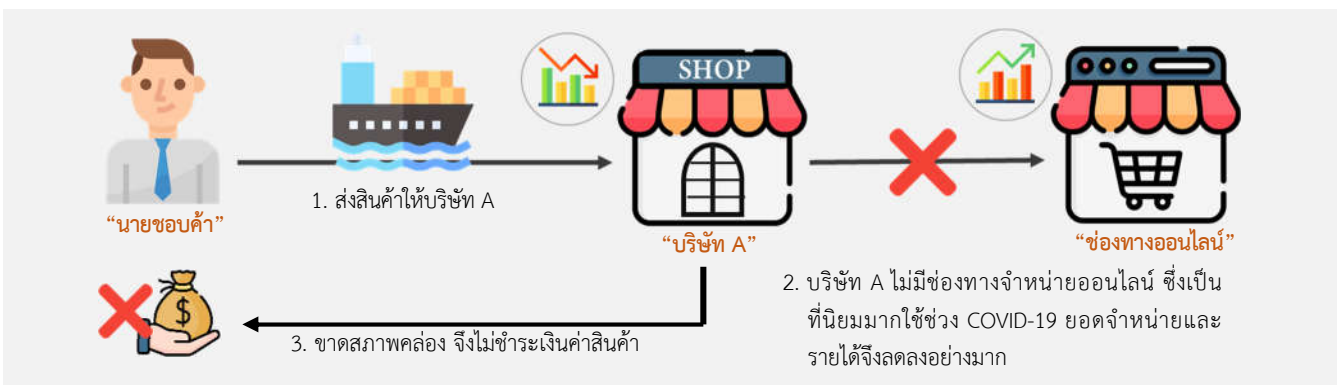 SHOP
1. ส่งสินค้าให้บริษัท A
“นายชอบค้า”
“บริษัท A”
“ช่องทางออนไลน์”
2. บริษัท A ไม่มีช่องทางจำหน่ายออนไลน์ ซึ่งเป็น
ที่นิยมมากใช้ช่วง COVID-19 ยอดจำหน่ายและ
รายได้จึงลดลงอย่างมาก
3. ขาดสภาพคล่อง จึงไม่ชำระเงินค่าสินค้า